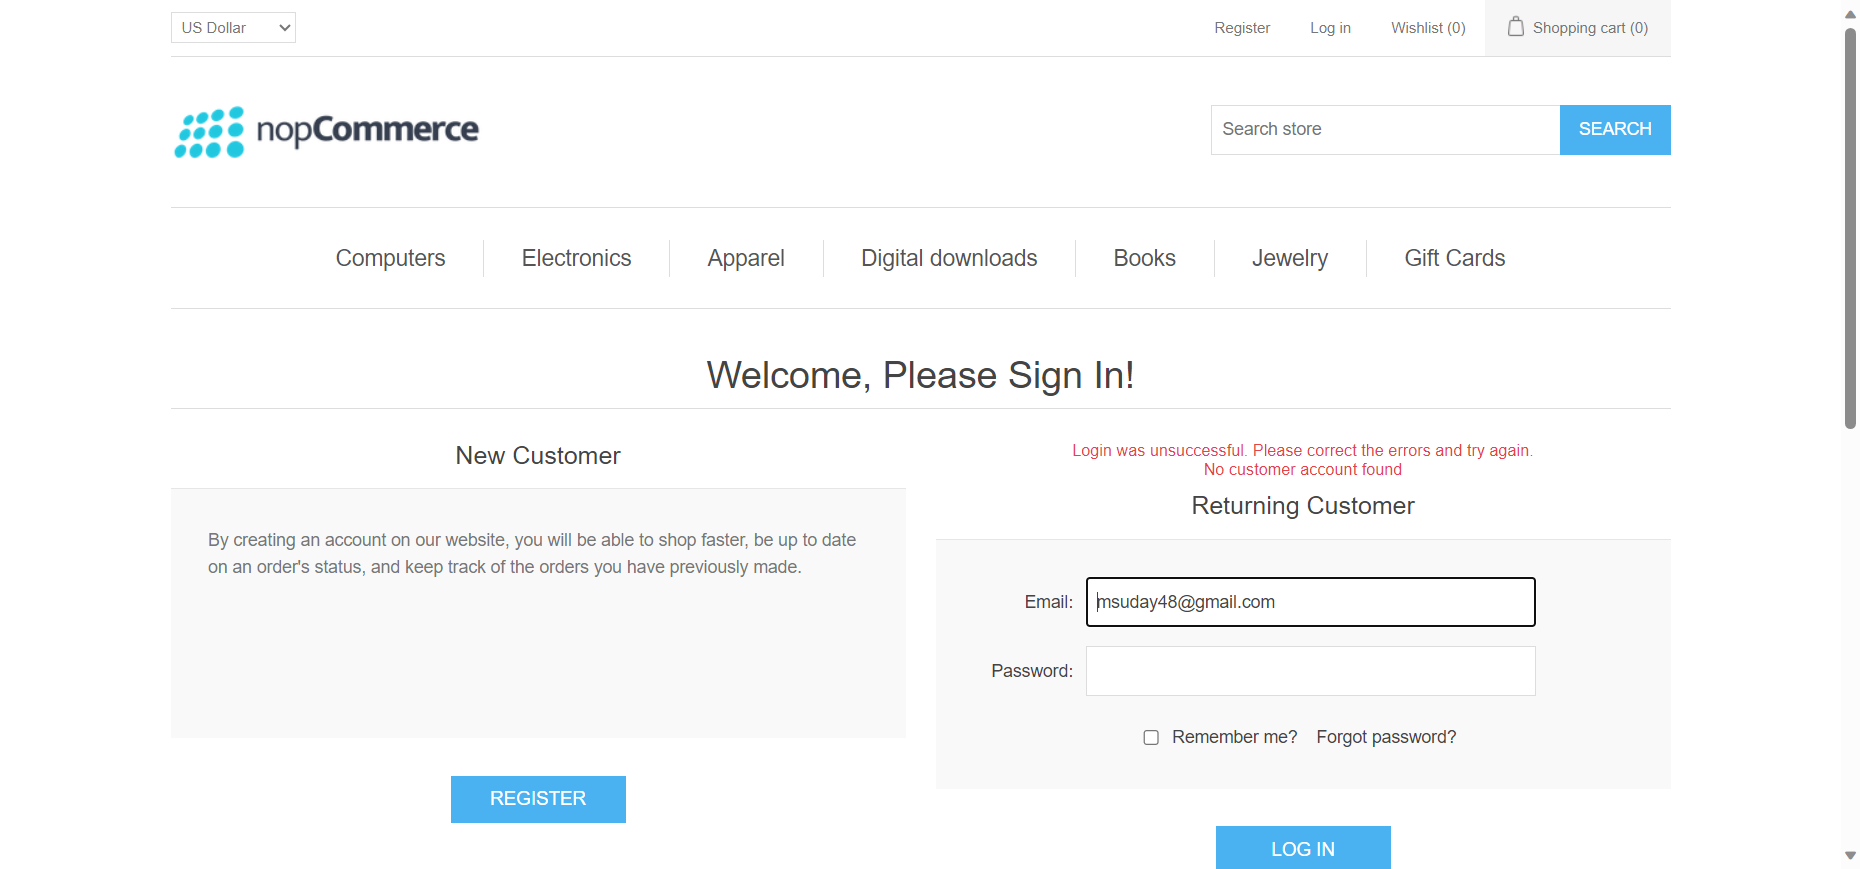 US Dollar
Register
Log in
Wishlist (0)
Shopping cart (0)
nopCommerce
Search store
SEARCH
Computers
Electronics
Apparel
Digital downloads
Books
Jewelry
Gift Cards
Welcome, Please Sign In!
New Customer
By creating an account on our website, you will be able to shop faster, be up to date
on an order's status, and keep track of the orders you have previously made.
REGISTER
Login was unsuccessful. Please correct the errors and try again.
No customer account found
Returning Customer
Email: msuday48@gmail.com
Password:
Remember me? Forgot password?
LOG IN